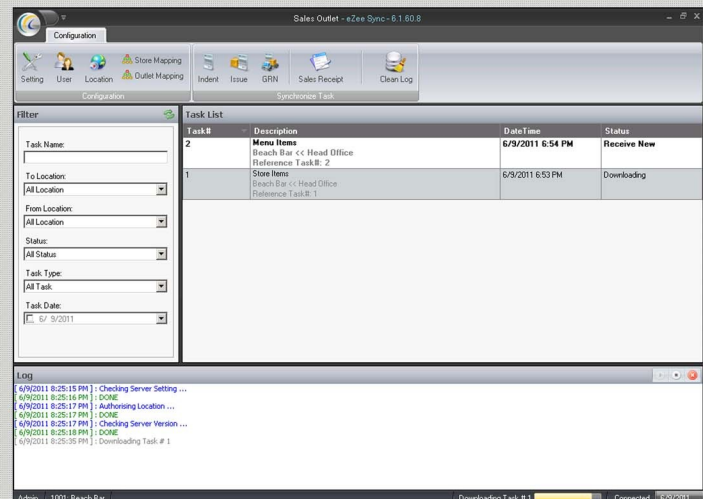 Sales Outlet - eZee Sync - 6.1.60.8
Configuration
Setting
User
Location
Store Mapping
Outlet Mapping
Configuration
Indent
Issue
GRN
Sales Receipt
Clean Log
Synchronize Task
Filter
Task Name:
To Location:
All Location
From Location:
All Location
Status:
All Status
Task Type:
All Task
Task Date:
6/ 9/2011
Task List
Task# Description DateTime Status
2 Menu Items 6/9/2011 6:54 PM Receive New
Beach Bar << Head Office
Reference Task#: 2
1 Store Items 6/9/2011 6:53 PM Downloading
Beach Bar << Head Office
Reference Task#: 1
Log
[ 6/9/2011 8:25:15 PM ] : Checking Server Setting ...
[ 6/9/2011 8:25:16 PM ] : DONE
[ 6/9/2011 8:25:17 PM ] : Authorising Location ...
[ 6/9/2011 8:25:17 PM ] : DONE
[ 6/9/2011 8:25:17 PM ] : Checking Server Version ...
[ 6/9/2011 8:25:18 PM ] : DONE
[ 6/9/2011 8:25:35 PM ] : Downloading Task # 1
Admin 1001: Beach Bar Downloading Task # 1 Connected 6/9/2011